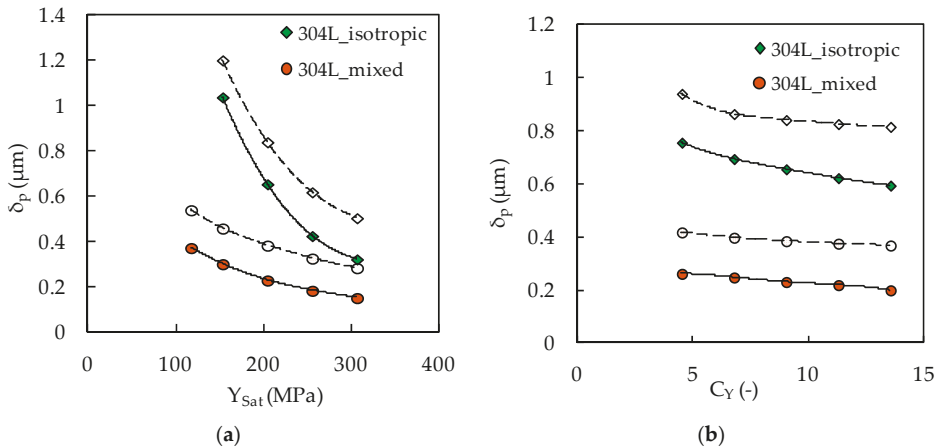 1.4
1.2
1
0.8
0.6
0.4
0.2
0
δp (μm)
304L_isotropic
304L_mixed
0 100 200 300 400
YSat (MPa)
(a)
1.2
1
0.8
0.6
0.4
0.2
0
δp (μm)
304L_isotropic
304L_mixed
0 5 10 15
CY (-)
(b)